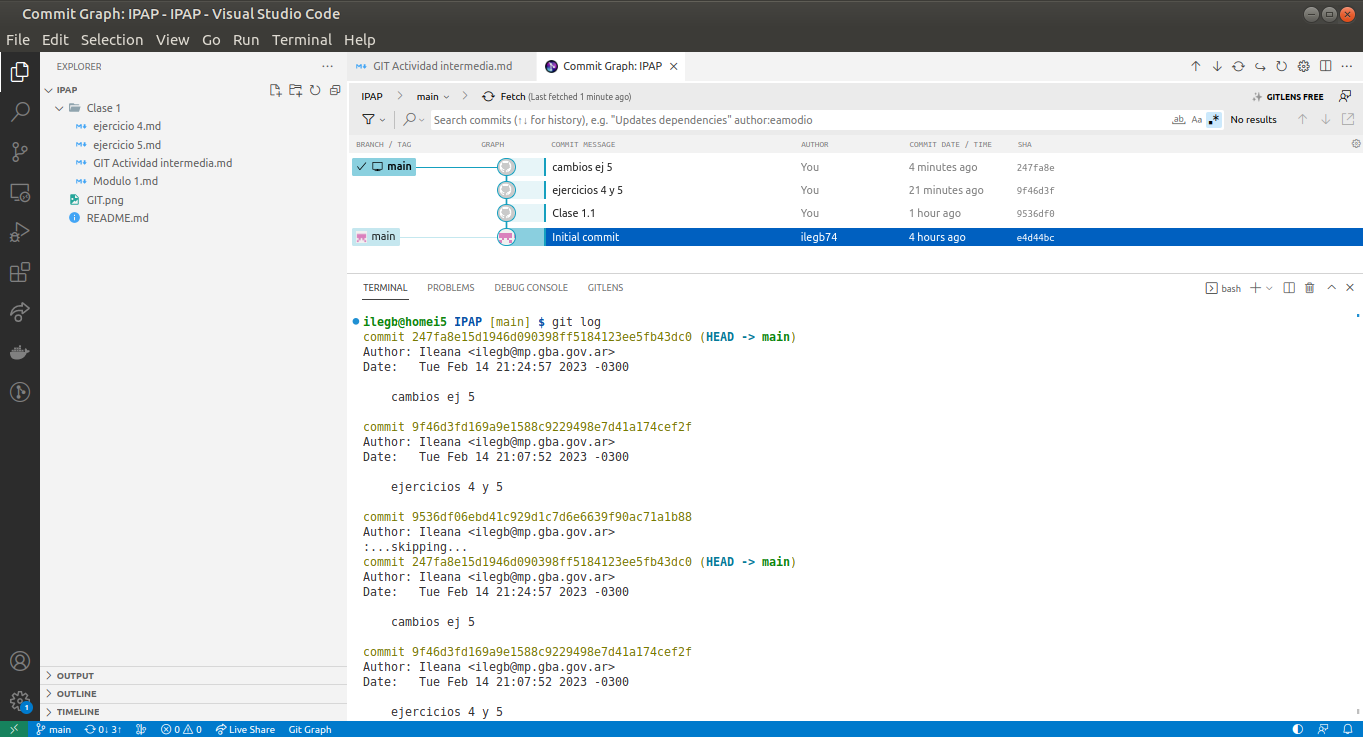 Commit Graph: IPAP - IPAP - Visual Studio Code
File Edit Selection View Go Run Terminal Help
EXPLORER
IPAP
Clase 1
ejercicio 4.md
ejercicio 5.md
GIT Actividad intermedia.md
Modulo 1.md
GIT.png
README.md
OUTPUT
OUTLINE
TIMELINE
GIT Actividad intermedia.md Commit Graph: IPAP
IPAP main Fetch (Last fetched 1 minute ago) GITLENS FREE
Search commits (↑↓ for history), e.g. "Updates dependencies" author:eamodio ab Aa No results
BRANCH / TAG GRAPH COMMIT MESSAGE AUTHOR COMMIT DATE / TIME SHA
main cambios ej 5 You 4 minutes ago 247fa8e
ejercicios 4 y 5 You 21 minutes ago 9f46d3f
Clase 1.1 You 1 hour ago 9536df0
main Initial commit ilegb74 4 hours ago e4d44bc
TERMINAL PROBLEMS DEBUG CONSOLE GITLENS bash
ilegb@homei5 IPAP [main] $ git log
commit 247fa8e15d1946d090398ff5184123ee5fb43dc0 (HEAD -> main)
Author: Ileana <ilegb@mp.gba.gov.ar>
Date: Tue Feb 14 21:24:57 2023 -0300
cambios ej 5
commit 9f46d3fd169a9e1588c9229498e7d41a174cef2f
Author: Ileana <ilegb@mp.gba.gov.ar>
Date: Tue Feb 14 21:07:52 2023 -0300
ejercicios 4 y 5
commit 9536df06ebd41c929d1c7d6e6639f90ac71a1b88
Author: Ileana <ilegb@mp.gba.gov.ar>
:...skipping...
commit 247fa8e15d1946d090398ff5184123ee5fb43dc0 (HEAD -> main)
Author: Ileana <ilegb@mp.gba.gov.ar>
Date: Tue Feb 14 21:24:57 2023 -0300
cambios ej 5
commit 9f46d3fd169a9e1588c9229498e7d41a174cef2f
Author: Ileana <ilegb@mp.gba.gov.ar>
Date: Tue Feb 14 21:07:52 2023 -0300
ejercicios 4 y 5
1
main 0↓ 3↑ 0 0 Live Share Git Graph